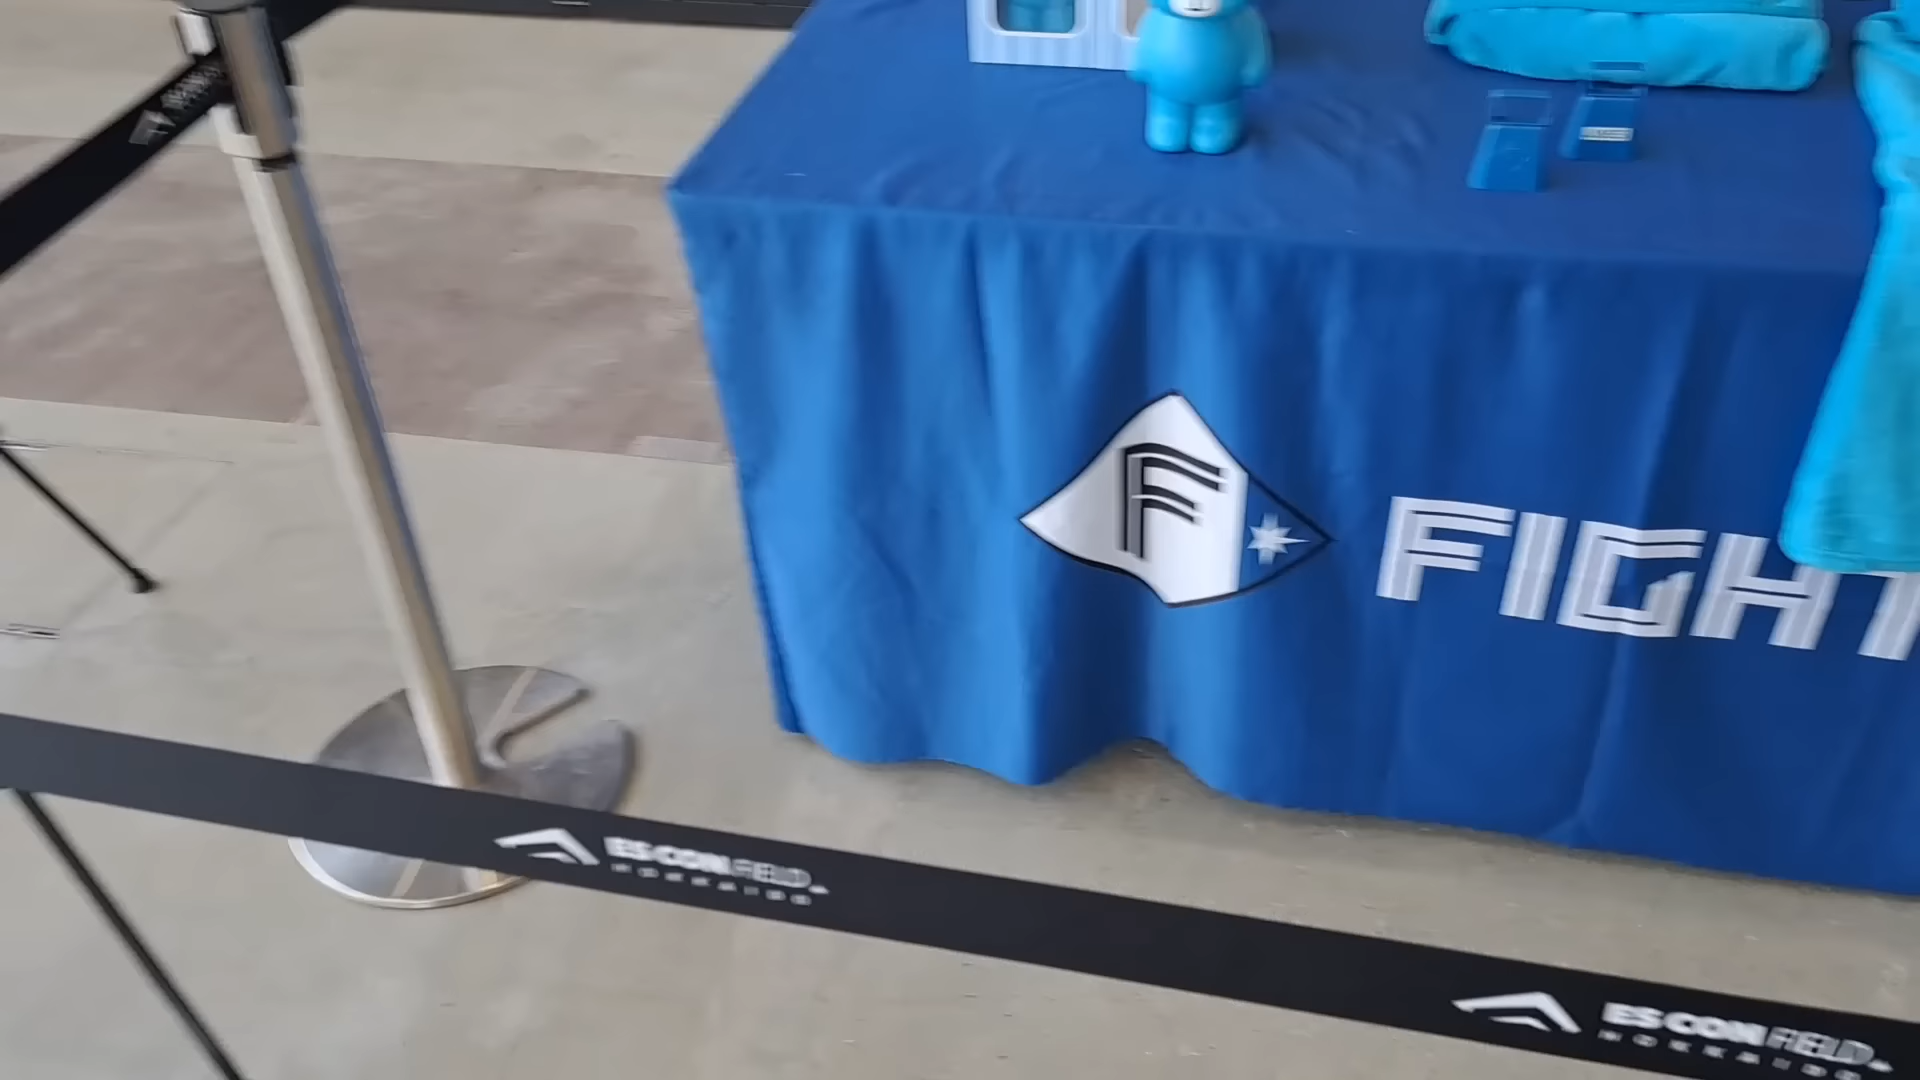 F
FIGHT
ES CON FIELD
HOKKAIDO
ES CON FIELD
HOKKAIDO